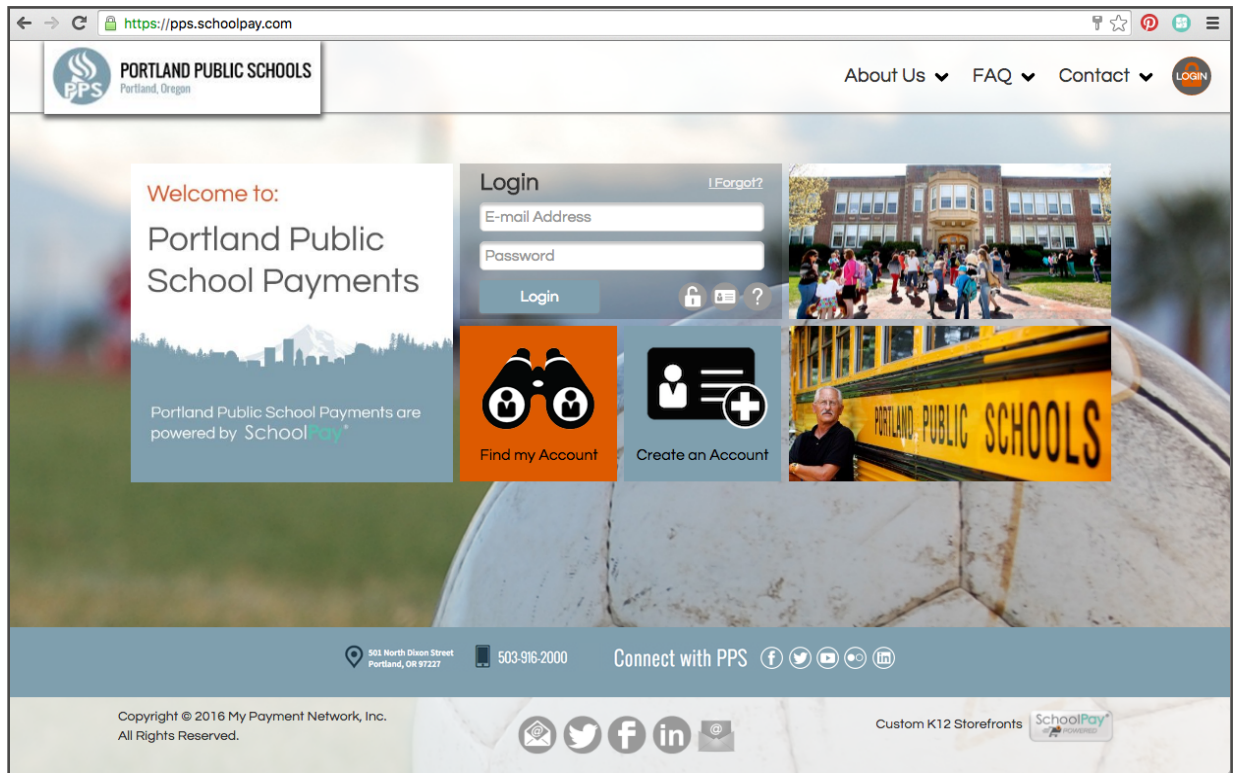 https://pps.schoolpay.com
PPS
PORTLAND PUBLIC SCHOOLS
Portland, Oregon
About Us
FAQ
Contact
LOGIN
Welcome to:
Portland Public
School Payments
Portland Public School Payments are
powered by SchoolPay
Login
I Forgot?
E-mail Address
Password
Login
?
Find my Account
Create an Account
PORTLAND PUBLIC SCHOOLS
501 North Dixon Street
Portland, OR 97227
503-916-2000
Connect with PPS
Copyright © 2016 My Payment Network, Inc.
All Rights Reserved.
Custom K12 Storefronts
SchoolPay
POWERED